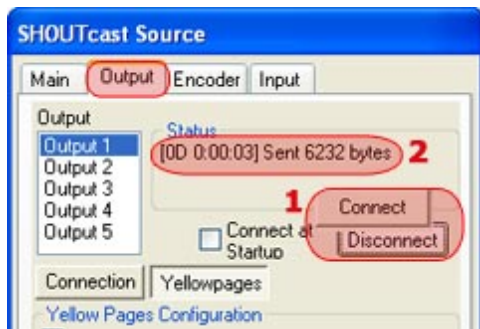 SHOUTcast Source
Main Output Encoder Input
Output
Status
Output 1
Output 2
Output 3
Output 4
Output 5
[0D 0:00:03] Sent 6232 bytes 2
1 Connect
Connect at Startup
Disconnect
Connection Yellowpages
Yellow Pages Configuration